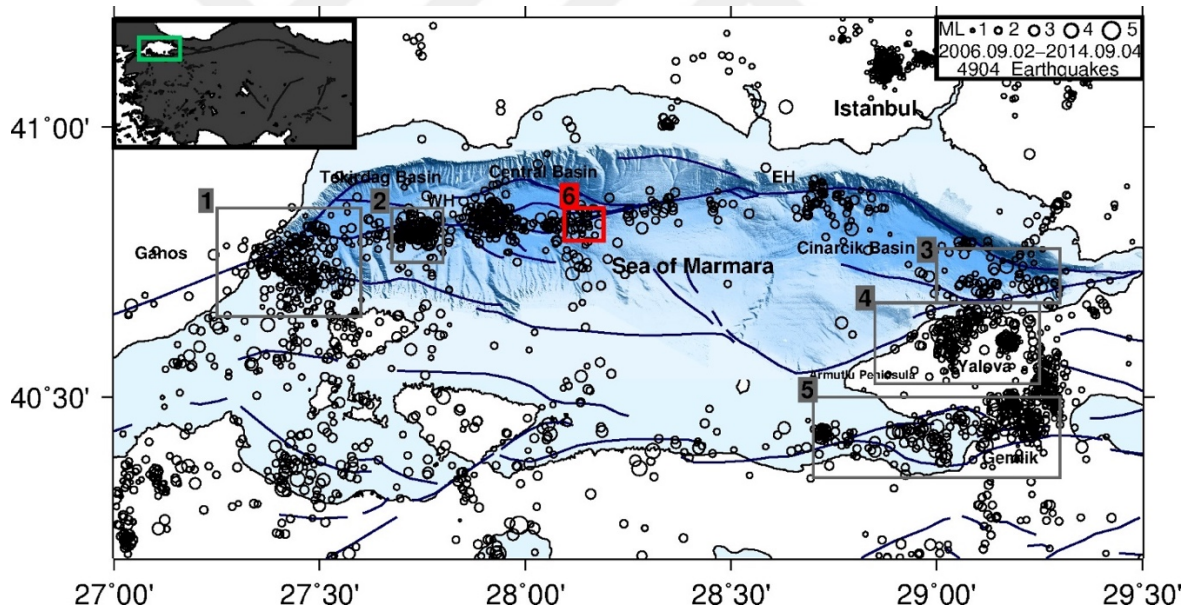 ML 1 2 3 4 5
2006.09.02–2014.09.04
4904 Earthquakes
Istanbul
41°00'
Tekirdag Basin
Central Basin
EH
WH
1
2
6
Ganos
Cinarcik Basin
3
Sea of Marmara
4
Yalova
Armutlu Peninsula
40°30'
5
Gemlik
27°00' 27°30' 28°00' 28°30' 29°00' 29°30'